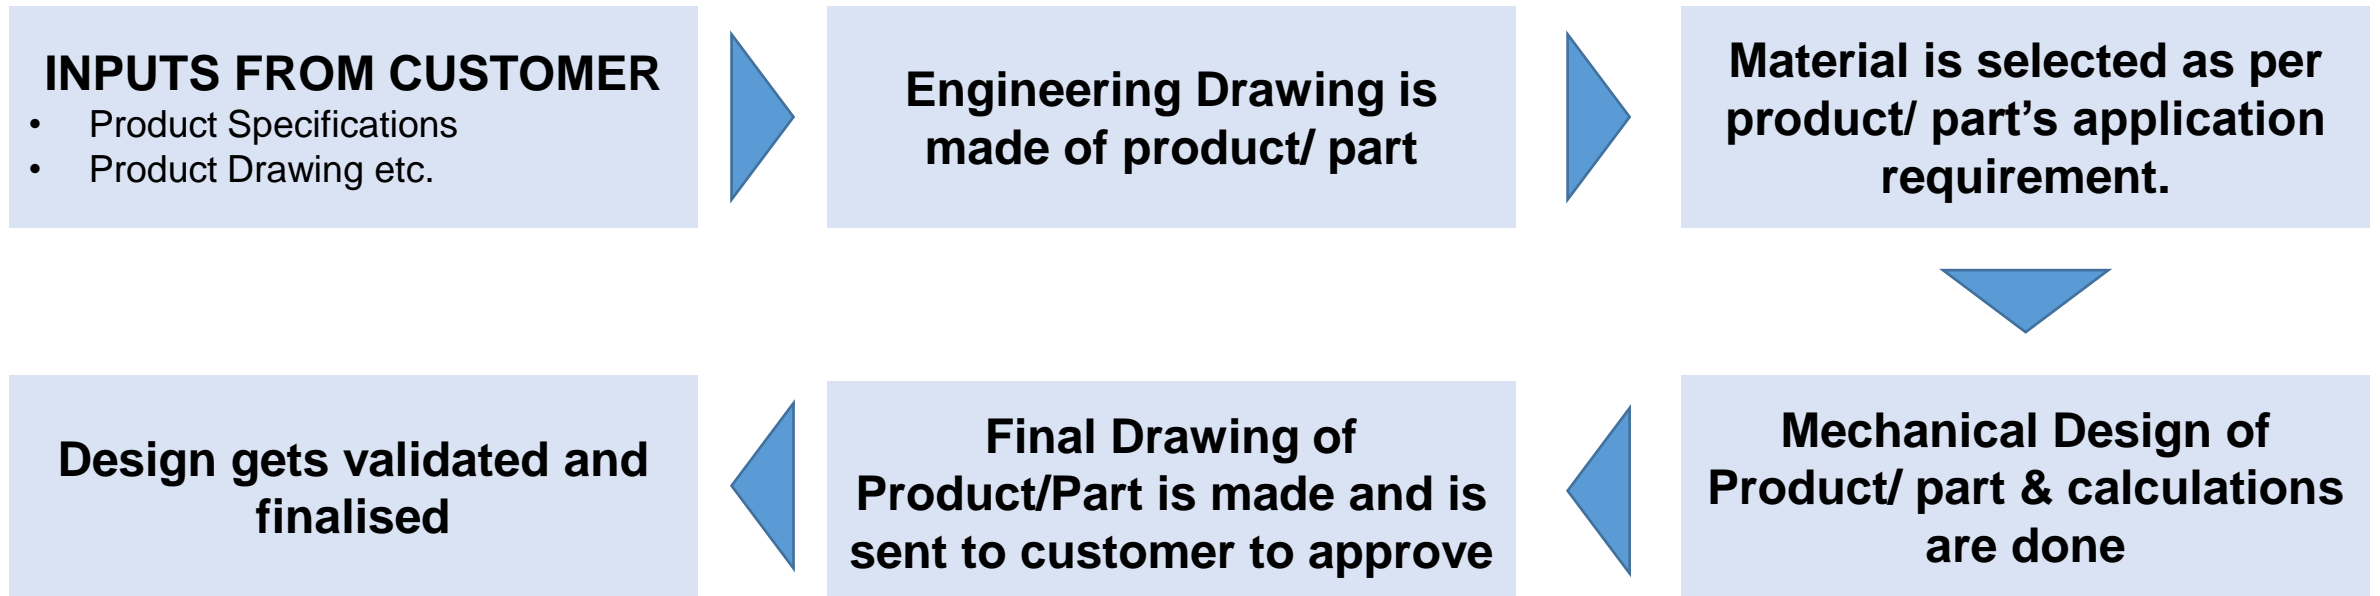 INPUTS FROM CUSTOMER
• Product Specifications
• Product Drawing etc.
Engineering Drawing is
made of product/ part
Material is selected as per
product/ part’s application
requirement.
Mechanical Design of
Product/ part & calculations
are done
Final Drawing of
Product/Part is made and is
sent to customer to approve
Design gets validated and
finalised